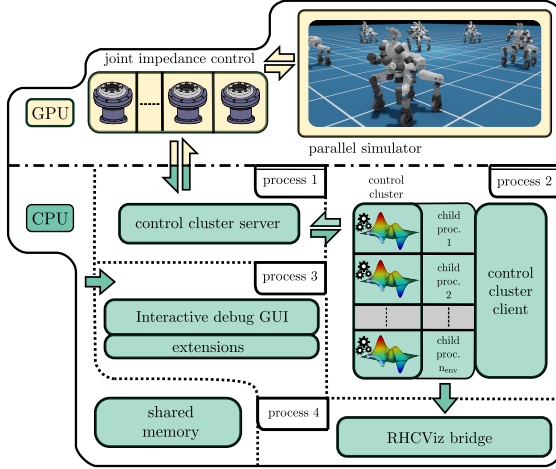 joint impedance control
GPU
parallel simulator
process 1
control
cluster
process 2
CPU
control cluster server
child
proc.
1
process 3
child
proc.
2
control
cluster
client
Interactive debug GUI
extensions
child
proc.
n_env
shared
memory
process 4
RHCViz bridge